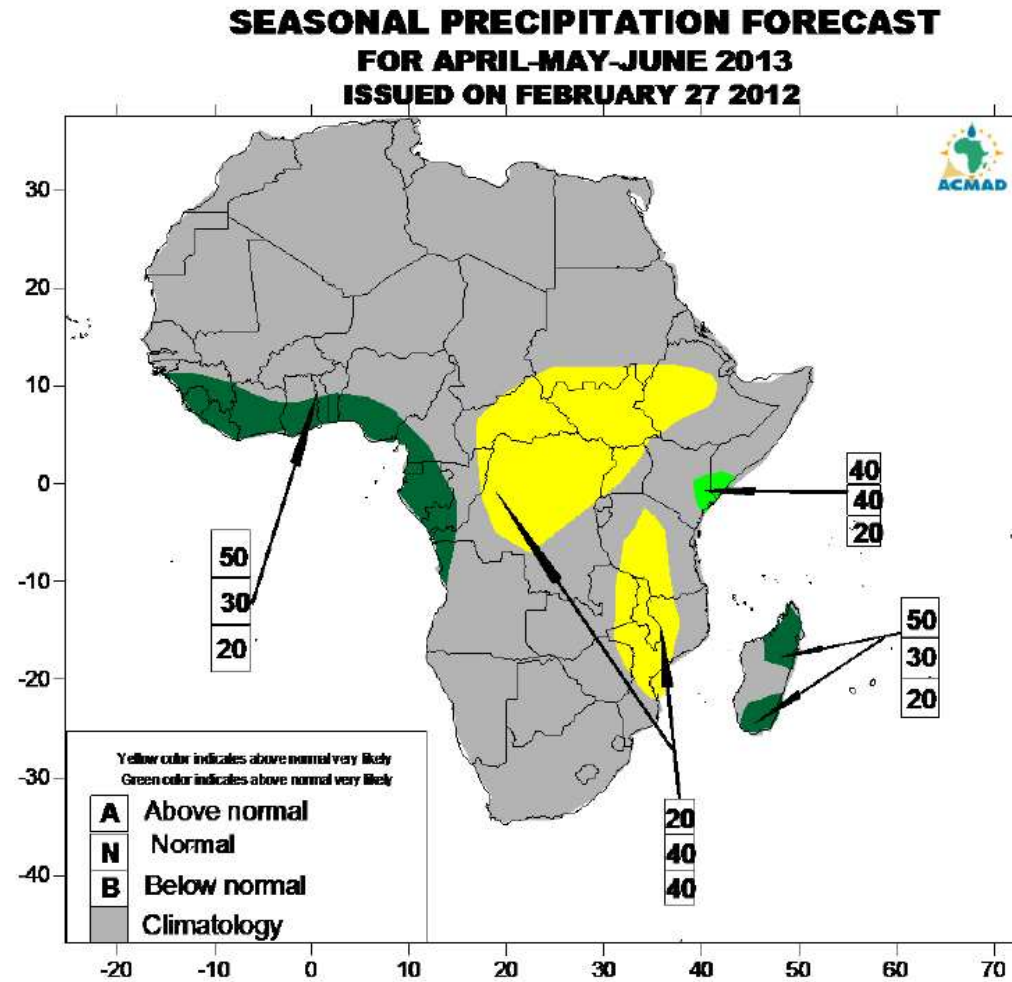 SEASONAL PRECIPITATION FORECAST
FOR APRIL-MAY-JUNE 2013
ISSUED ON FEBRUARY 27 2012
ACMAD
30
20
10
0
-10
-20
-30
-40
40
40
20
50
30
20
50
30
20
20
40
40
Yellow color indicates above normal very likely
Green color indicates above normal very likely
A Above normal
N Normal
B Below normal
Climatology
-20 -10 0 10 20 30 40 50 60 70